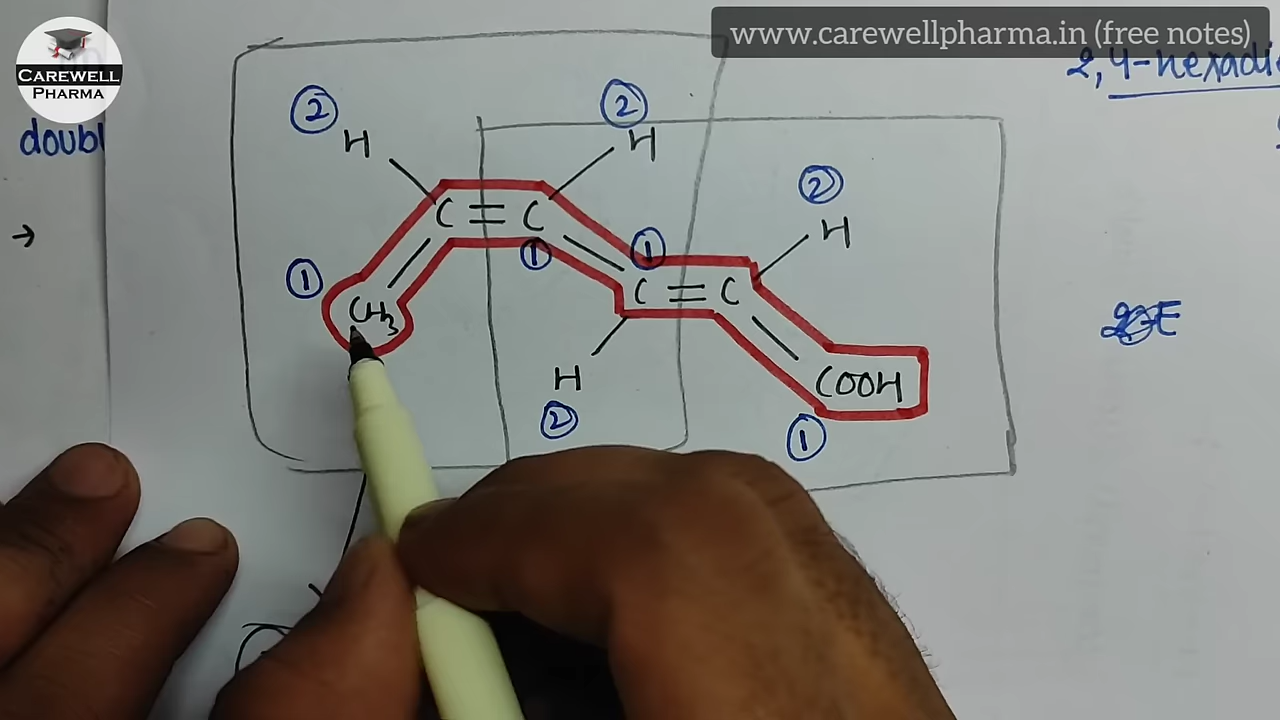 www.carewellpharma.in (free notes)
CAREWELL
PHARMA
2,4-hexadi
doubl
→
② ②
H H
②
H
C = C
① ① ①
C = C
CH3
COOH
H
② ①
E